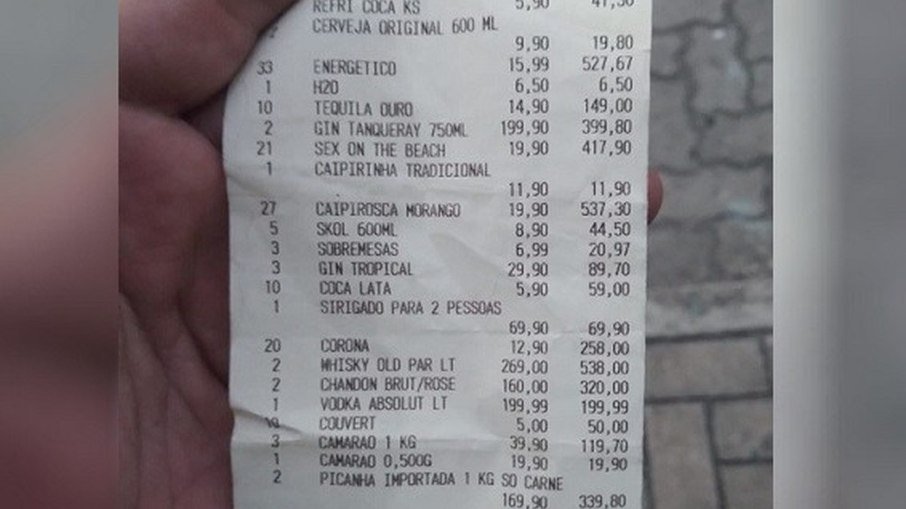 REFRI COCA KS 5,90 41,30
CERVEJA ORIGINAL 600 ML
9,90 19,80
33 ENERGETICO 15,99 527,67
1 H2O 6,50 6,50
10 TEQUILA OURO 14,90 149,00
2 GIN TANQUERAY 750ML 199,90 399,80
21 SEX ON THE BEACH 19,90 417,90
1 CAIPIRINHA TRADICIONAL
11,90 11,90
27 CAIPIROSCA MORANGO 19,90 537,30
5 SKOL 600ML 8,90 44,50
3 SOBREMESAS 6,99 20,97
3 GIN TROPICAL 29,90 89,70
10 COCA LATA 5,90 59,00
1 SIRIGADO PARA 2 PESSOAS
69,90 69,90
20 CORONA 12,90 258,00
2 WHISKY OLD PAR LT 269,00 538,00
2 CHANDON BRUT/ROSE 160,00 320,00
1 VODKA ABSOLUT LT 199,99 199,99
COUVERT 5,00 50,00
3 CAMARAO 1 KG 39,90 119,70
1 CAMARAO 0,500G 19,90 19,90
2 PICANHA IMPORTADA 1 KG SO CARNE
169,90 339,80